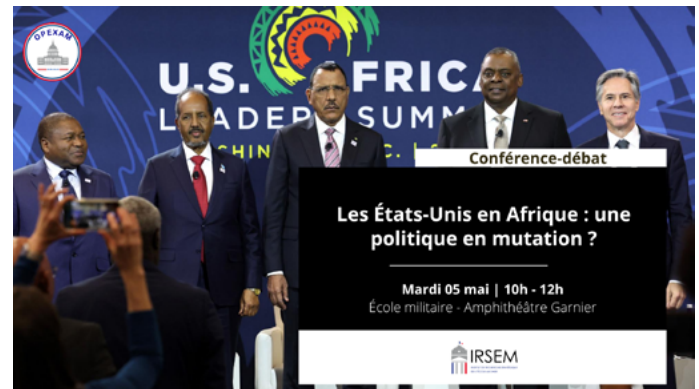 OPEXAM
U.S. AFRICA
LEADERS SUMM
WASHIN C. | S
Conférence-débat
Les États-Unis en Afrique : une
politique en mutation ?
Mardi 05 mai | 10h - 12h
École militaire - Amphithéâtre Garnier
IRSEM